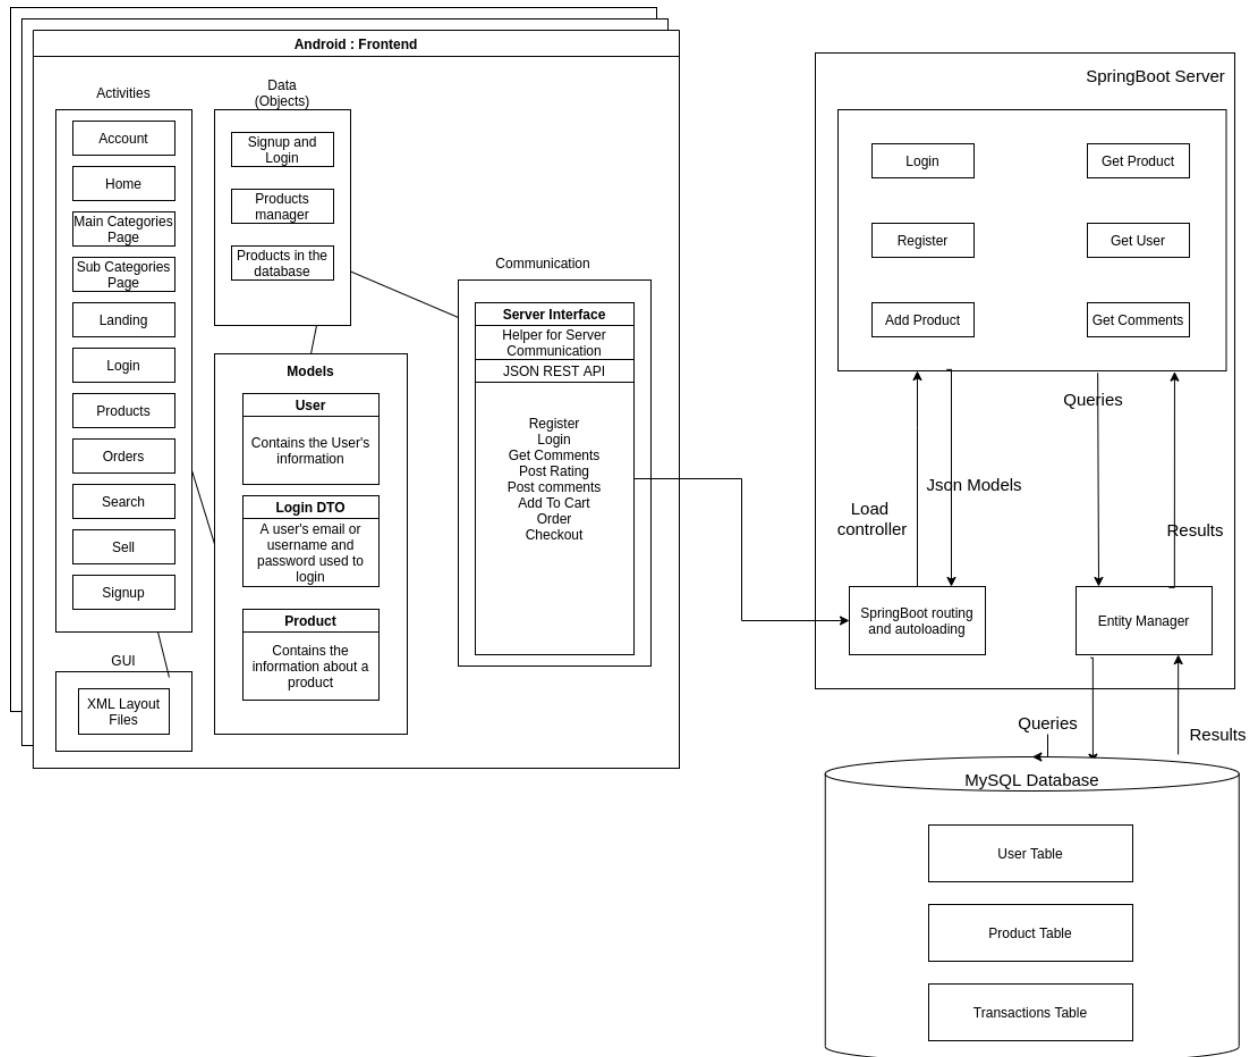 Android : Frontend
Activities
Account
Home
Main Categories
Page
Sub Categories
Page
Landing
Login
Products
Orders
Search
Sell
Signup
GUI
XML Layout
Files
Data
(Objects)
Signup and
Login
Products
manager
Products in the
database
Models
User
Contains the User's
information
Login DTO
A user's email or
username and
password used to
login
Product
Contains the
information about a
product
Communication
Server Interface
Helper for Server
Communication
JSON REST API
Register
Login
Get Comments
Post Rating
Post comments
Add To Cart
Order
Checkout
SpringBoot Server
Login
Get Product
Register
Get User
Add Product
Get Comments
Queries
Json Models
Load
controller
Results
SpringBoot routing
and autoloading
Entity Manager
Queries
Results
MySQL Database
User Table
Product Table
Transactions Table